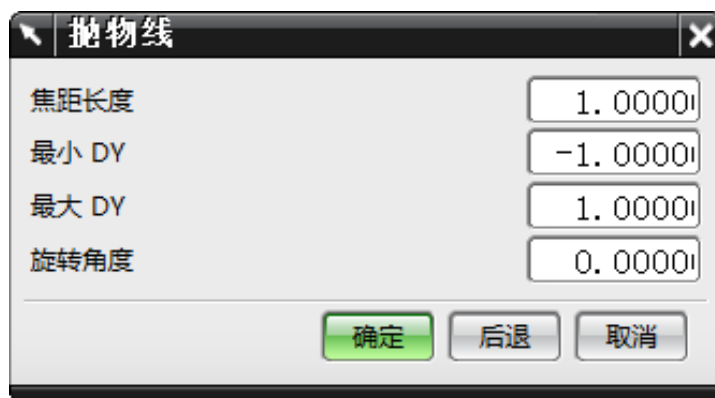 抛物线
焦距长度 1.0000
最小 DY -1.0000
最大 DY 1.0000
旋转角度 0.0000
确定 后退 取消